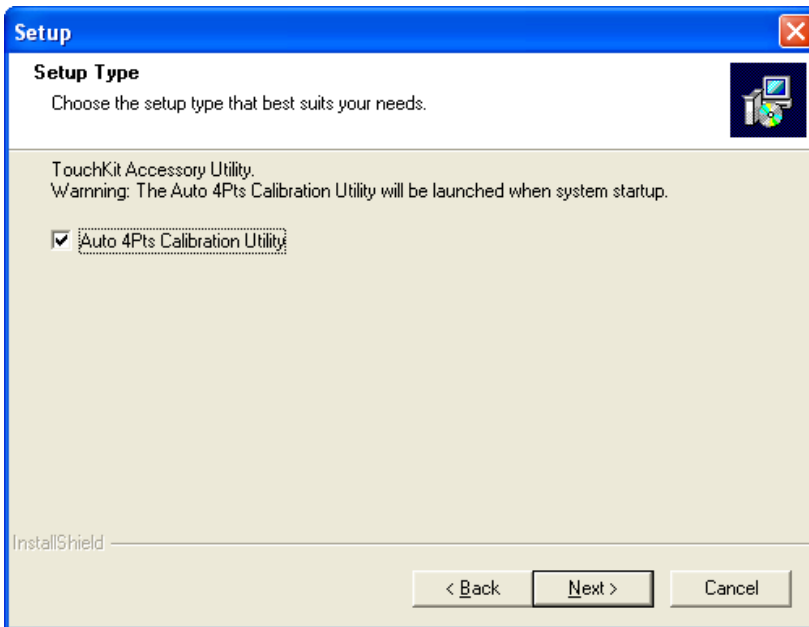 Setup
Setup Type
Choose the setup type that best suits your needs.
TouchKit Accessory Utility.
Warnning: The Auto 4Pts Calibration Utility will be launched when system startup.
Auto 4Pts Calibration Utility
InstallShield
< Back
Next >
Cancel